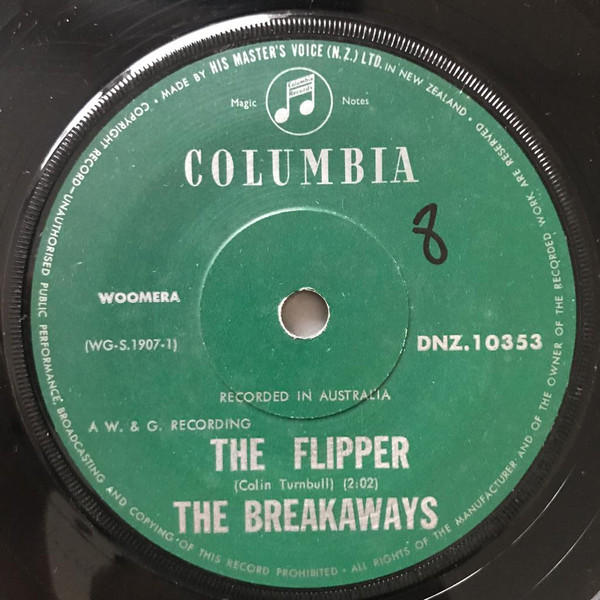 COPYRIGHT RECORD—UNAUTHORISED PUBLIC PERFORMANCE, BROADCASTING AND COPYING OF THIS RECORD PROHIBITED • ALL RIGHTS OF THE MANUFACTURER AND OF THE OWNER OF THE RECORDED WORK ARE RESERVED •
MADE BY HIS MASTER'S VOICE (N.Z.) LTD. IN NEW ZEALAND •
Columbia
Records
Magic Notes
COLUMBIA
8
WOOMERA
(WG-S.1907-1) DNZ.10353
RECORDED IN AUSTRALIA
A W. & G. RECORDING
THE FLIPPER
(Colin Turnbull) (2:02)
THE BREAKAWAYS